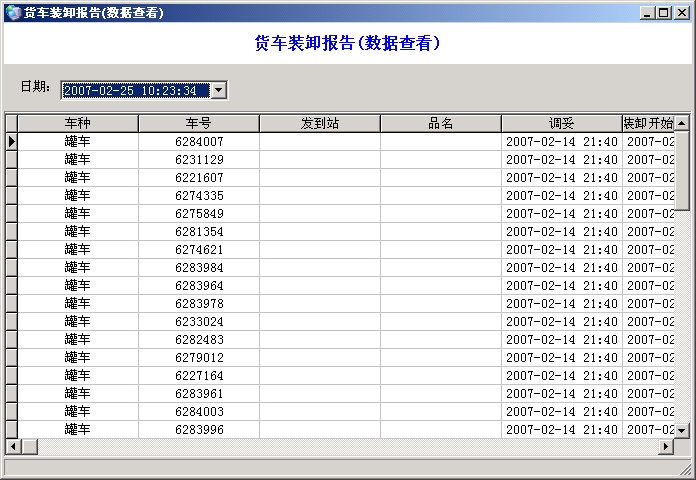 货车装卸报告(数据查看)
货车装卸报告(数据查看)
日期： 2007-02-25 10:23:34
车种 车号 发到站 品名 调妥 装卸开始
罐车 6284007 2007-02-14 21:40 2007-02
罐车 6231129 2007-02-14 21:40 2007-02
罐车 6221607 2007-02-14 21:40 2007-02
罐车 6274335 2007-02-14 21:40 2007-02
罐车 6275849 2007-02-14 21:40 2007-02
罐车 6281354 2007-02-14 21:40 2007-02
罐车 6274621 2007-02-14 21:40 2007-02
罐车 6283984 2007-02-14 21:40 2007-02
罐车 6283964 2007-02-14 21:40 2007-02
罐车 6283978 2007-02-14 21:40 2007-02
罐车 6233024 2007-02-14 21:40 2007-02
罐车 6282483 2007-02-14 21:40 2007-02
罐车 6279012 2007-02-14 21:40 2007-02
罐车 6227164 2007-02-14 21:40 2007-02
罐车 6283961 2007-02-14 21:40 2007-02
罐车 6284003 2007-02-14 21:40 2007-02
罐车 6283996 2007-02-14 21:40 2007-02